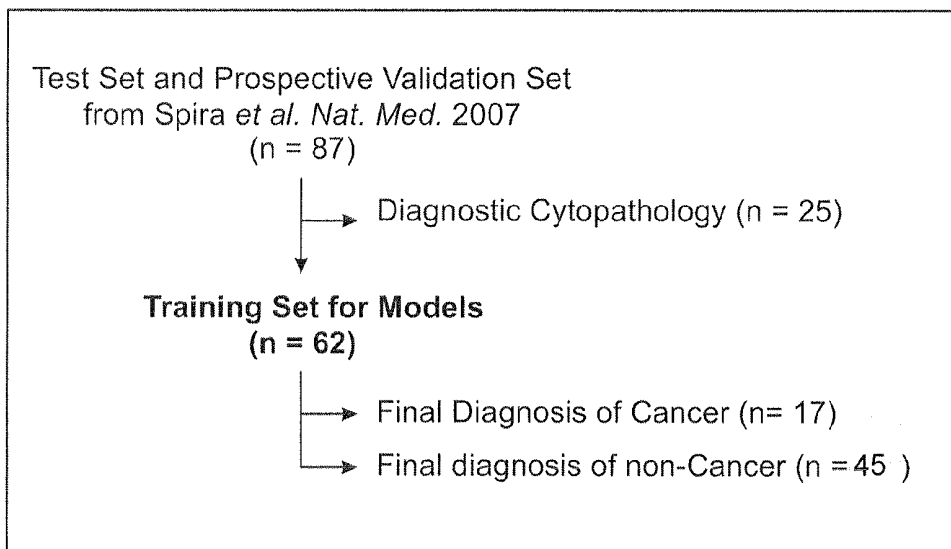 Test Set and Prospective Validation Set
from Spira et al. Nat. Med. 2007
(n = 87)
Diagnostic Cytopathology (n = 25)
Training Set for Models
(n = 62)
Final Diagnosis of Cancer (n= 17)
Final diagnosis of non-Cancer (n =45 )